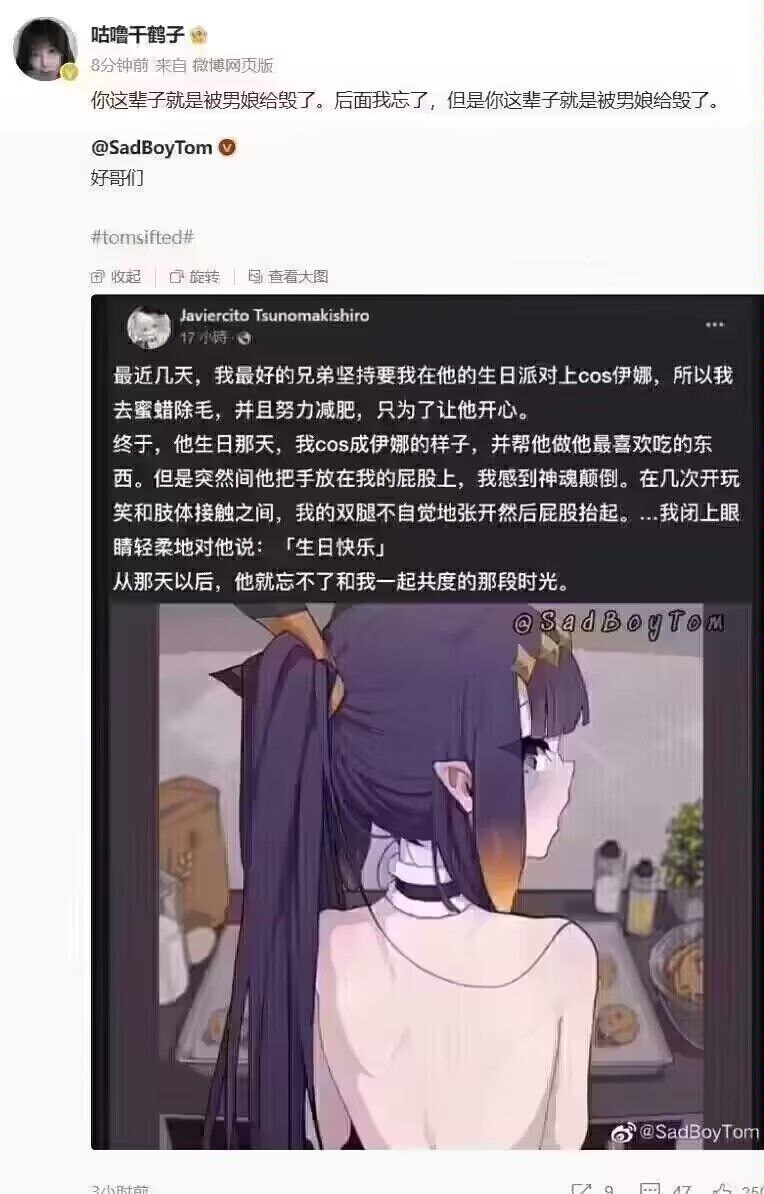 咕噜千鹤子
8分钟前 来自 微博网页版
你这辈子就是被男娘给毁了。后面我忘了，但是你这辈子就是被男娘给毁了。
@SadBoyTom
好哥们
#tomsifted#
收起 旋转 查看大图
Javiercito Tsunomakishiro
17 小時
最近几天，我最好的兄弟坚持要我在他的生日派对上cos伊娜，所以我
去蜜蜡除毛，并且努力减肥，只为了让他开心。
终于，他生日那天，我cos成伊娜的样子，并帮他做他最喜欢吃的东
西。但是突然间他把手放在我的屁股上，我感到神魂颠倒。在几次开玩
笑和肢体接触之间，我的双腿不自觉地张开然后屁股抬起。...我闭上眼
睛轻柔地对他说：「生日快乐」
从那天以后，他就忘不了和我一起共度的那段时光。
@SadBoyTom
@SadBoyTom
3小时前 9 47